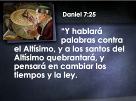 Daniel 7:25
"Y hablará
palabras contra
el Altísimo, y a los santos del
Altísimo quebrantará, y
pensará en cambiar los
tiempos y la ley.